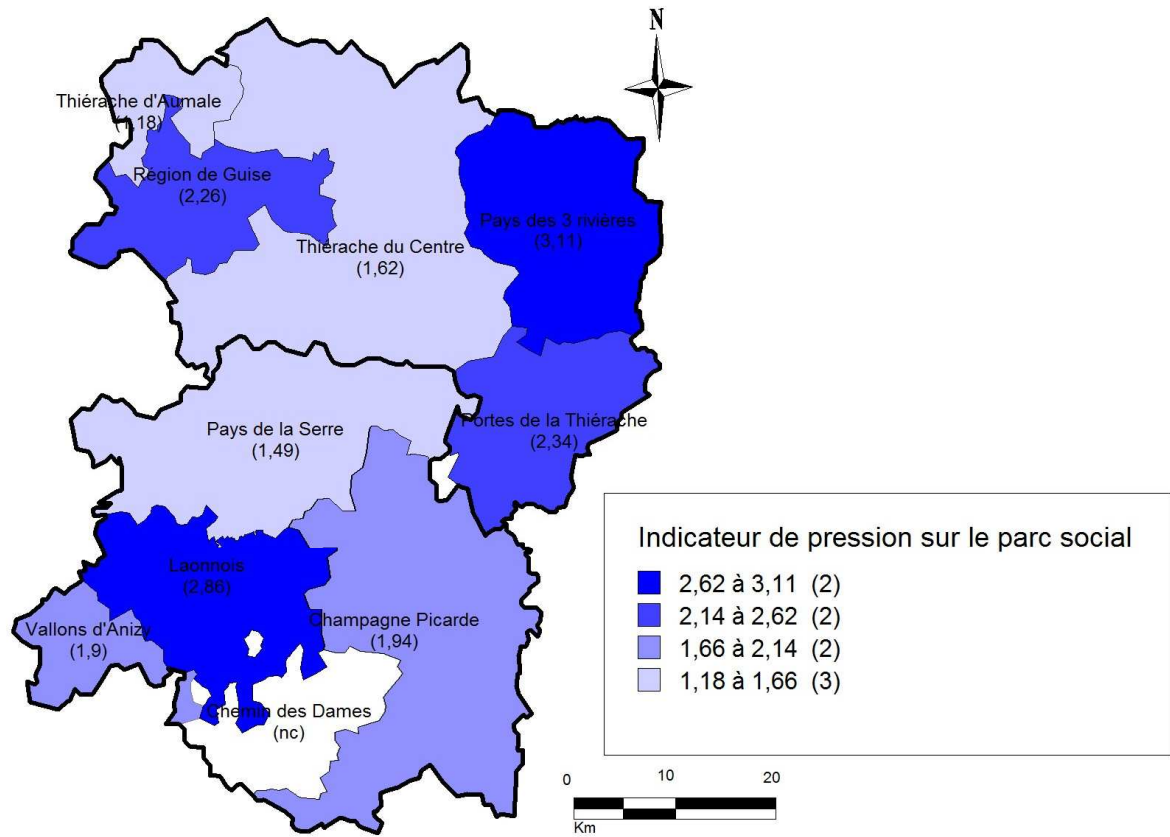 N
Thiérache d'Aumale
(1,18)
Région de Guise
(2,26)
Pays des 3 rivières
(3,11)
Thiérache du Centre
(1,62)
Portes de la Thiérache
(2,34)
Pays de la Serre
(1,49)
Laonnois
(2,86)
Champagne Picarde
(1,94)
Vallons d'Anizy
(1,9)
Chemin des Dames
(nc)
Indicateur de pression sur le parc social
2,62 à 3,11 (2)
2,14 à 2,62 (2)
1,66 à 2,14 (2)
1,18 à 1,66 (3)
0 10 20
Km